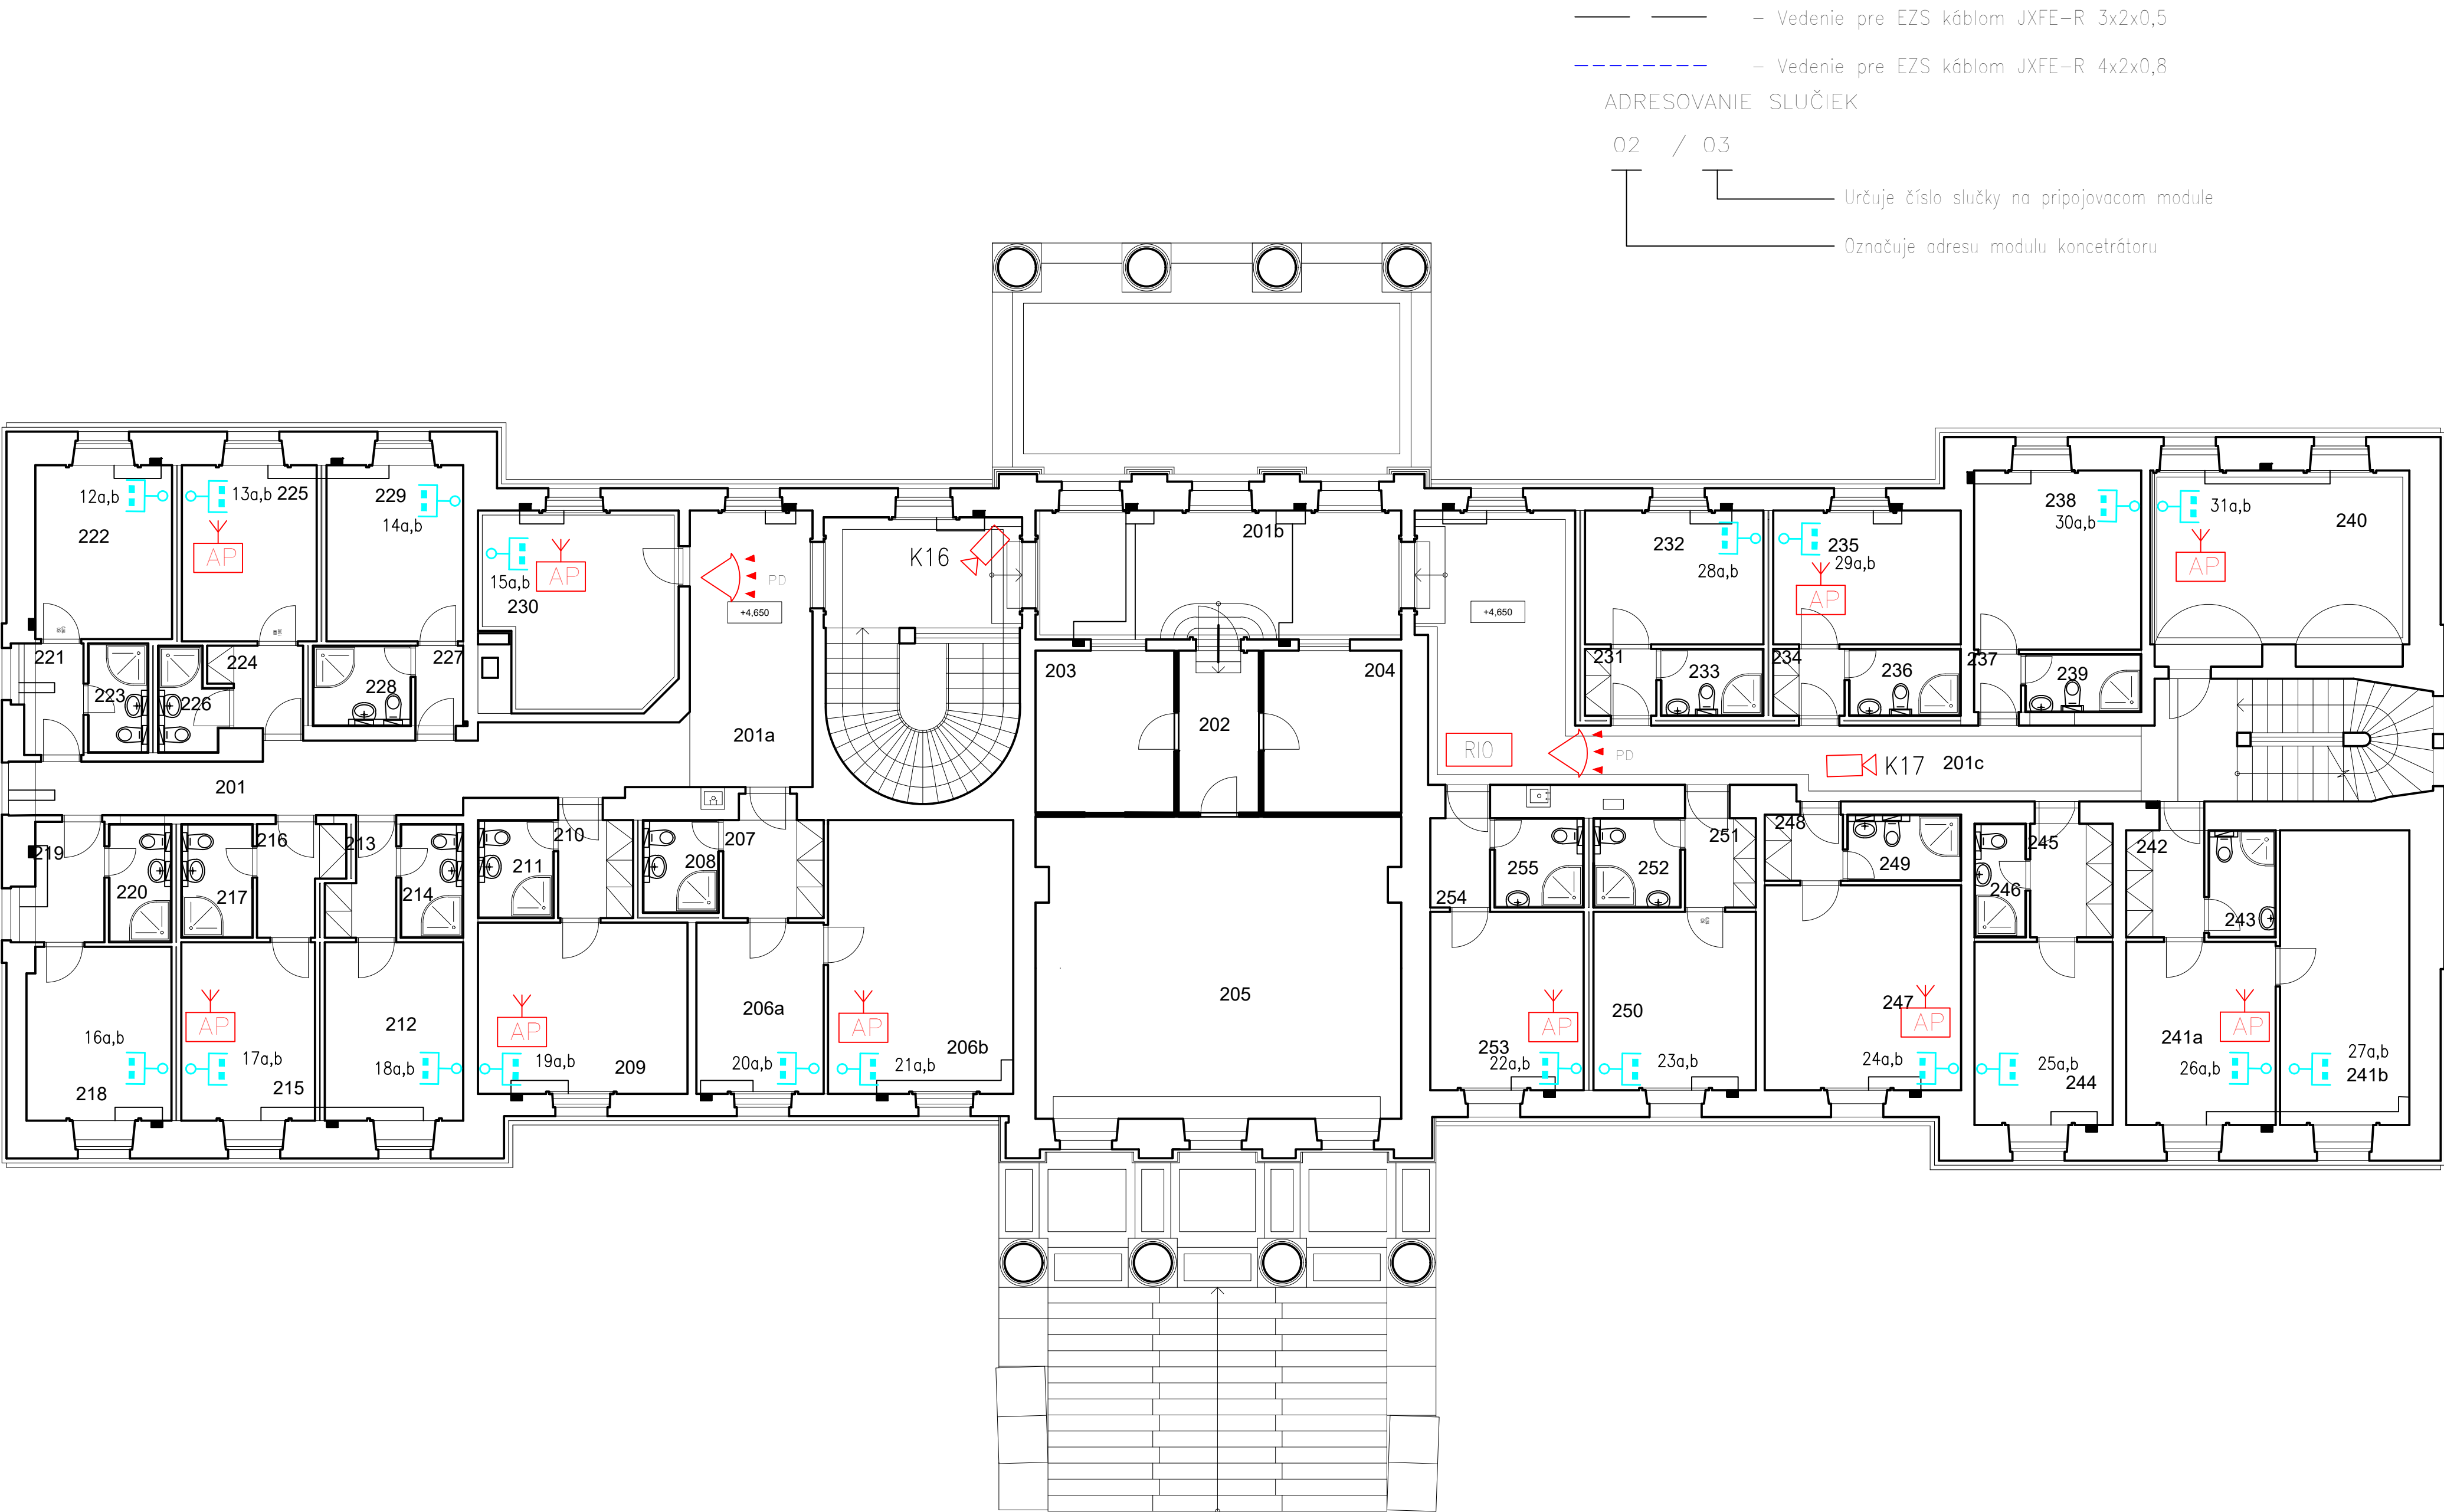 – Vedenie pre EZS káblom JXFE–R 3x2x0,5
– Vedenie pre EZS káblom JXFE–R 4x2x0,8
ADRESOVANIE SLUČIEK
02 / 03
Určuje číslo slučky na pripojovacom module
Označuje adresu modulu koncetrátoru
12a,b
13a,b
225
229
14a,b
222
AP
15a,b
AP
230
PD
+4,650
K16
201b
+4,650
232
28a,b
235
29a,b
AP
238
30a,b
31a,b
240
AP
221
223
224
226
228
227
203
204
202
231
233
234
236
237
239
201a
201
RIO
PD
K17
201c
219
220
216
217
213
214
210
211
207
208
254
255
252
251
248
249
245
246
242
243
16a,b
218
AP
17a,b
215
212
18a,b
AP
19a,b
209
206a
20a,b
AP
21a,b
206b
205
253
22a,b
AP
250
23a,b
247
AP
24a,b
25a,b
244
241a
26a,b
AP
27a,b
241b